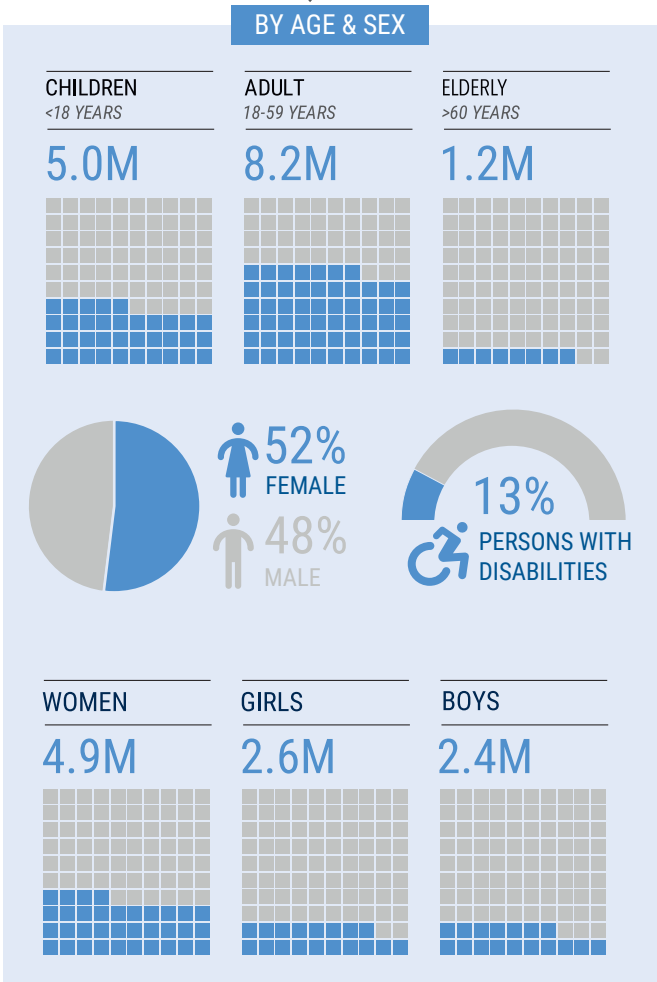 BY AGE & SEX
CHILDREN
<18 YEARS
5.0M
ADULT
18-59 YEARS
8.2M
ELDERLY
>60 YEARS
1.2M
52%
FEMALE
48%
MALE
13%
PERSONS WITH
DISABILITIES
WOMEN
4.9M
GIRLS
2.6M
BOYS
2.4M